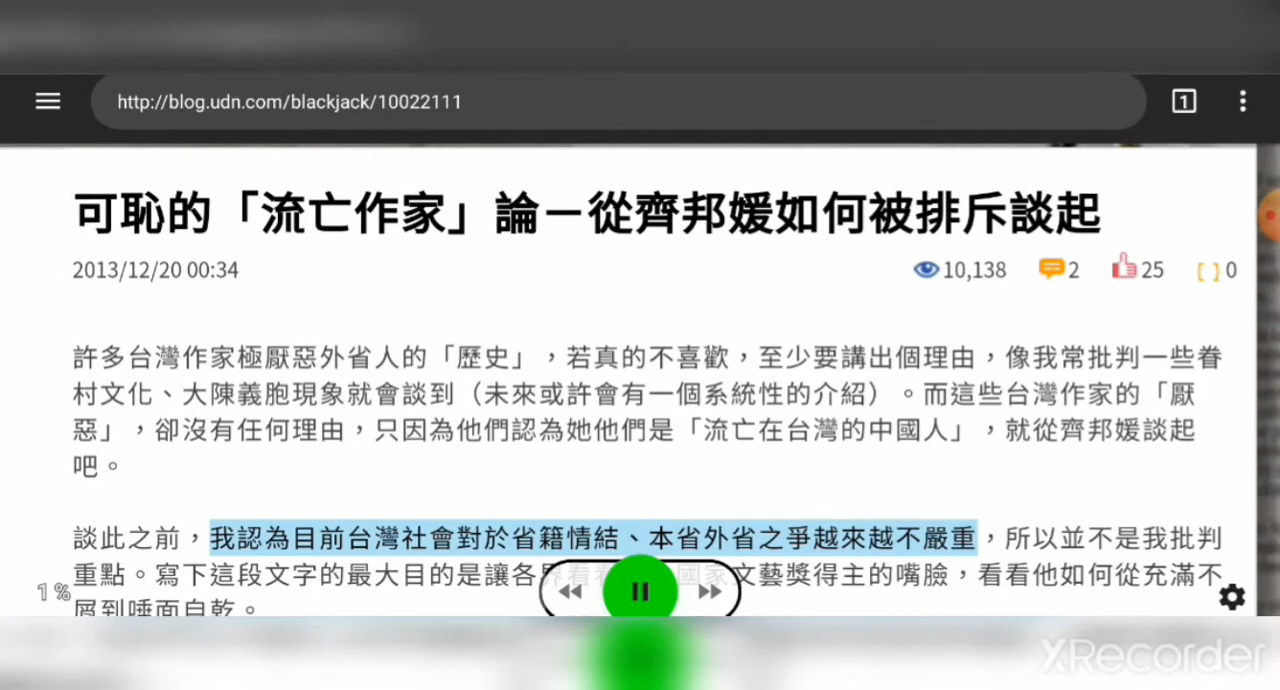 http://blog.udn.com/blackjack/10022111
1
可恥的「流亡作家」論－從齊邦媛如何被排斥談起
2013/12/20 00:34
10,138
2
25
{ } 0
許多台灣作家極厭惡外省人的「歷史」，若真的不喜歡，至少要講出個理由，像我常批判一些眷
村文化、大陳義胞現象就會談到（未來或許會有一個系統性的介紹）。而這些台灣作家的「厭
惡」，卻沒有任何理由，只因為他們認為她他們是「流亡在台灣的中國人」，就從齊邦媛談起
吧。
談此之前，我認為目前台灣社會對於省籍情結、本省外省之爭越來越不嚴重，所以並不是我批判
重點。寫下這段文字的最大目的是讓各界看看 國家文藝獎得主的嘴臉，看看他如何從充滿不
屑到唾面自乾。
1%
XRecorder